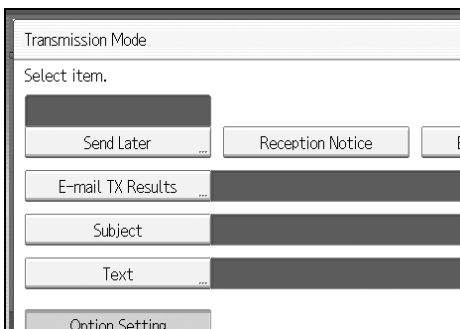 Transmission Mode
Select item.
Send Later
Reception Notice
E-mail TX Results
Subject
Text
Option Setting